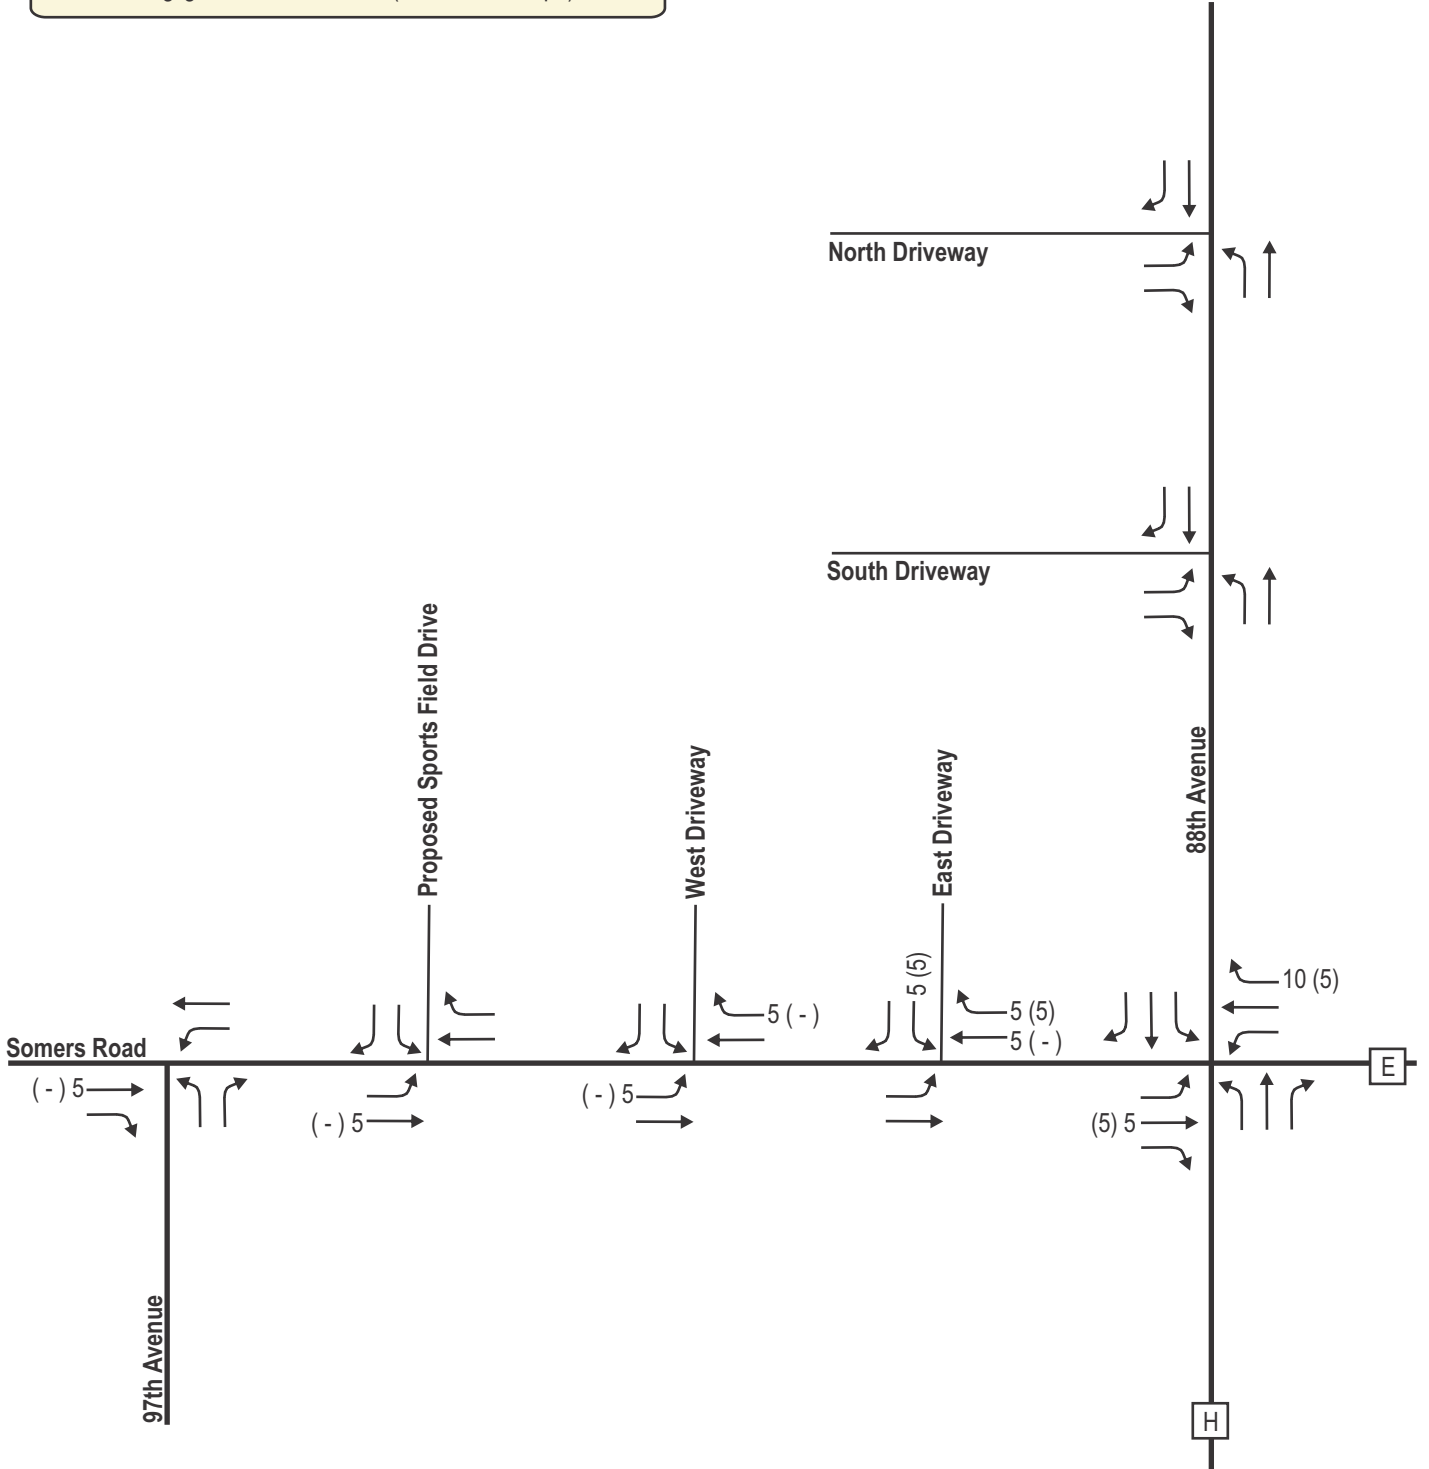 North Driveway
South Driveway
Proposed Sports Field Drive
West Driveway
East Driveway
88th Avenue
5 (5)
10 (5)
5 ( - )
5 (5)
5 ( - )
Somers Road
E
( - ) 5
( - ) 5
( - ) 5
(5) 5
97th Avenue
H